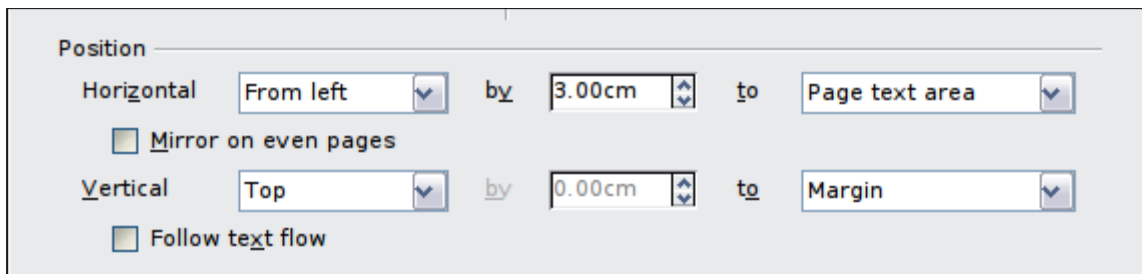 Position
Horizontal From left by 3.00cm to Page text area
Mirror on even pages
Vertical Top by 0.00cm to Margin
Follow text flow